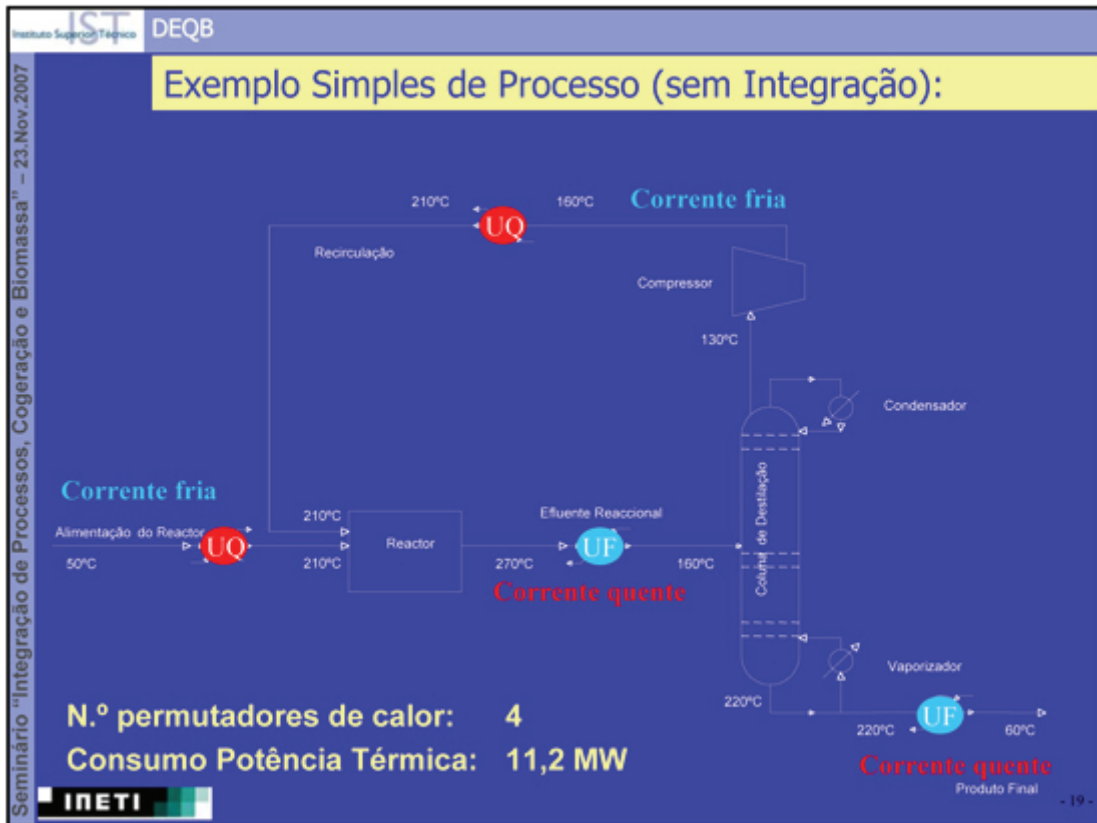 Instituto Superior Técnico
IST
DEQB
Seminário "Integração de Processos, Cogeração e Biomassa" – 23.Nov.2007
Exemplo Simples de Processo (sem Integração):
210ºC
UQ
160ºC
Corrente fria
Recirculação
Compressor
130ºC
Condensador
Corrente fria
Alimentação do Reactor
50ºC
UQ
210ºC
210ºC
Reactor
Efluente Reaccional
270ºC
UF
160ºC
Corrente quente
Coluna de Destilação
Vaporizador
220ºC
220ºC
UF
60ºC
Corrente quente
Produto Final
N.º permutadores de calor: 4
Consumo Potência Térmica: 11,2 MW
INETI
- 19 -